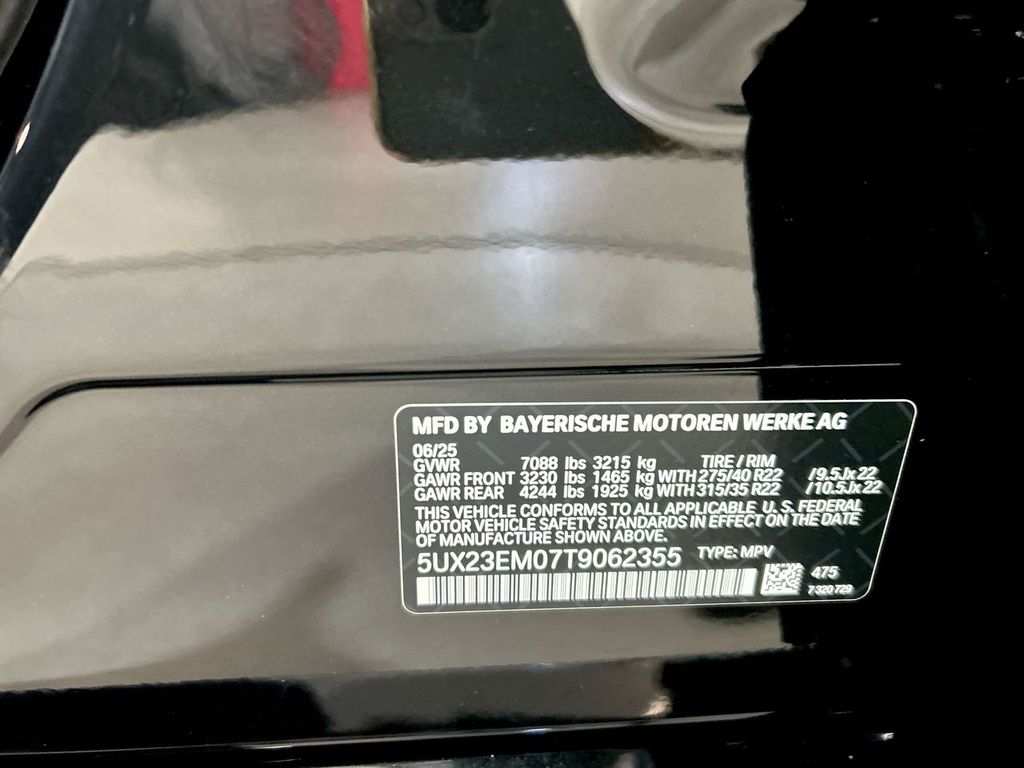 MFD BY BAYERISCHE MOTOREN WERKE AG
06/25
GVWR 7088 lbs 3215 kg TIRE / RIM
GAWR FRONT 3230 lbs 1465 kg WITH 275/40 R22 /9.5Jx22
GAWR REAR 4244 lbs 1925 kg WITH 315/35 R22 /10.5Jx22
THIS VEHICLE CONFORMS TO ALL APPLICABLE U. S. FEDERAL
MOTOR VEHICLE SAFETY STANDARDS IN EFFECT ON THE DATE
OF MANUFACTURE SHOWN ABOVE.
5UX23EM07T9062355 TYPE: MPV
475
7 320 729